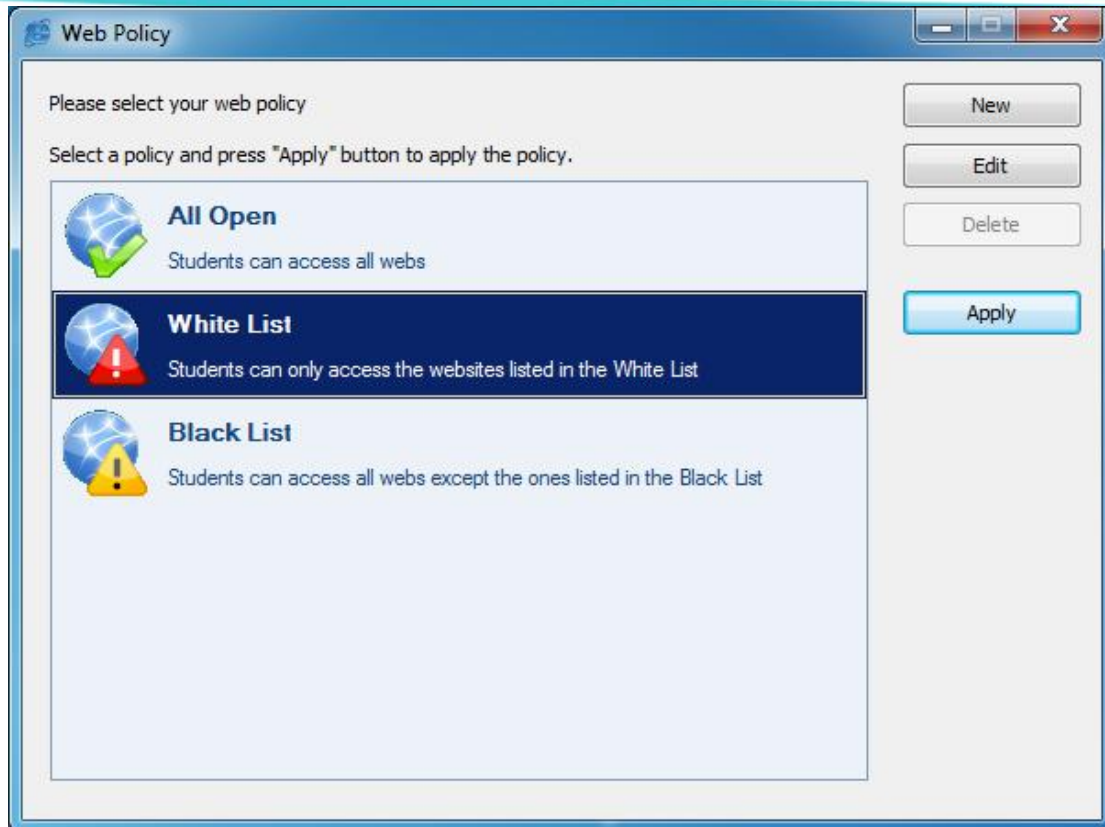 Web Policy
Please select your web policy
New
Select a policy and press "Apply" button to apply the policy.
Edit
All Open
Students can access all webs
Delete
White List
Students can only access the websites listed in the White List
Apply
Black List
Students can access all webs except the ones listed in the Black List